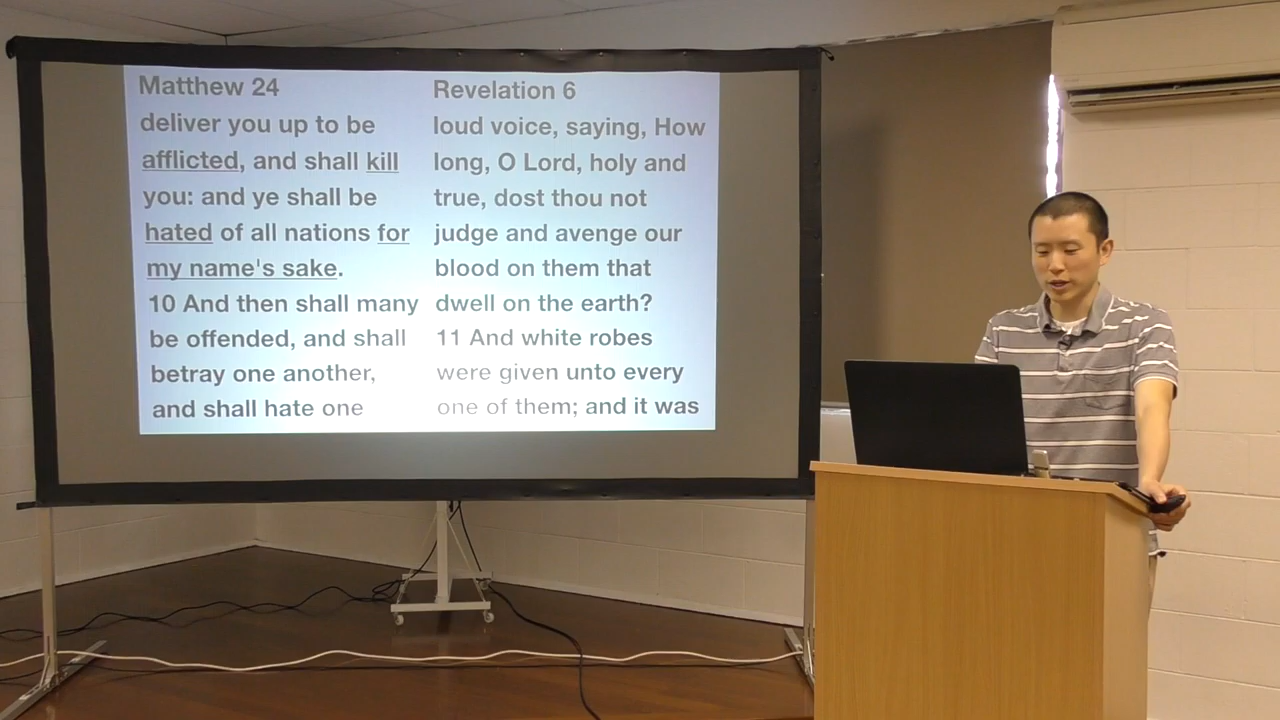 Matthew 24
deliver you up to be
afflicted, and shall kill
you: and ye shall be
hated of all nations for
my name's sake.
10 And then shall many
be offended, and shall
betray one another,
and shall hate one
Revelation 6
loud voice, saying, How
long, O Lord, holy and
true, dost thou not
judge and avenge our
blood on them that
dwell on the earth?
11 And white robes
were given unto every
one of them; and it was